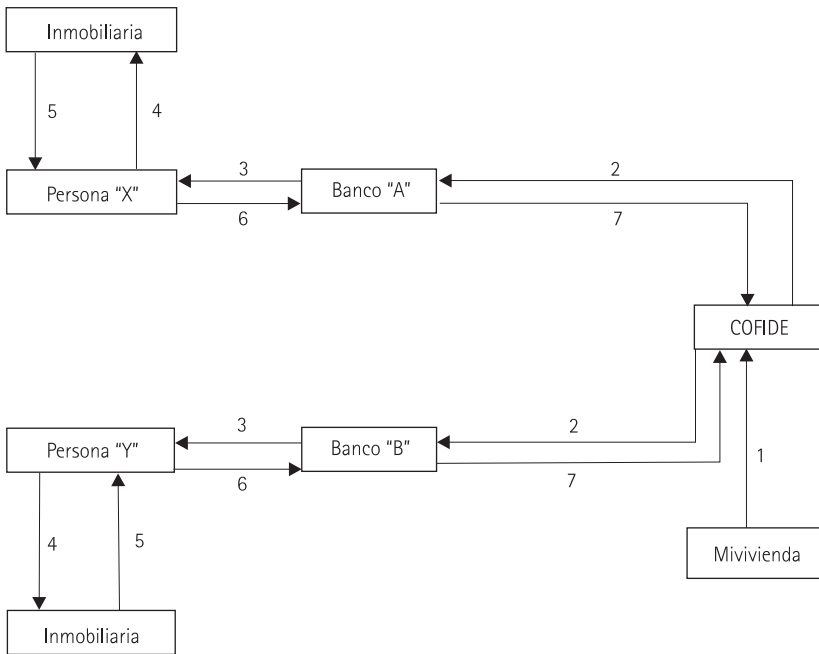 Inmobiliaria
5
4
3
2
Persona “X”
Banco “A”
6
7
COFIDE
3
2
Persona “Y”
Banco “B”
6
7
1
4
5
Mivivienda
Inmobiliaria